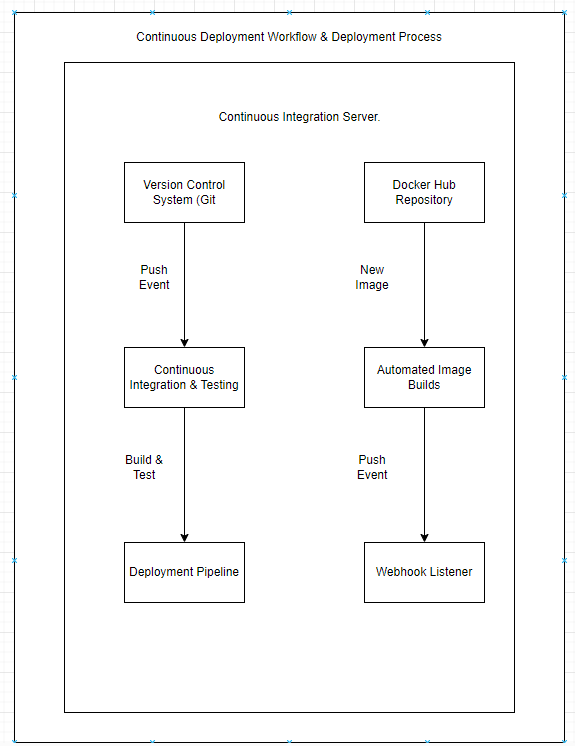 Continuous Deployment Workflow & Deployment Process
Continuous Integration Server.
Version Control
System (Git
Docker Hub
Repository
Push
Event
New
Image
Continuous
Integration & Testing
Automated Image
Builds
Build &
Test
Push
Event
Deployment Pipeline
Webhook Listener